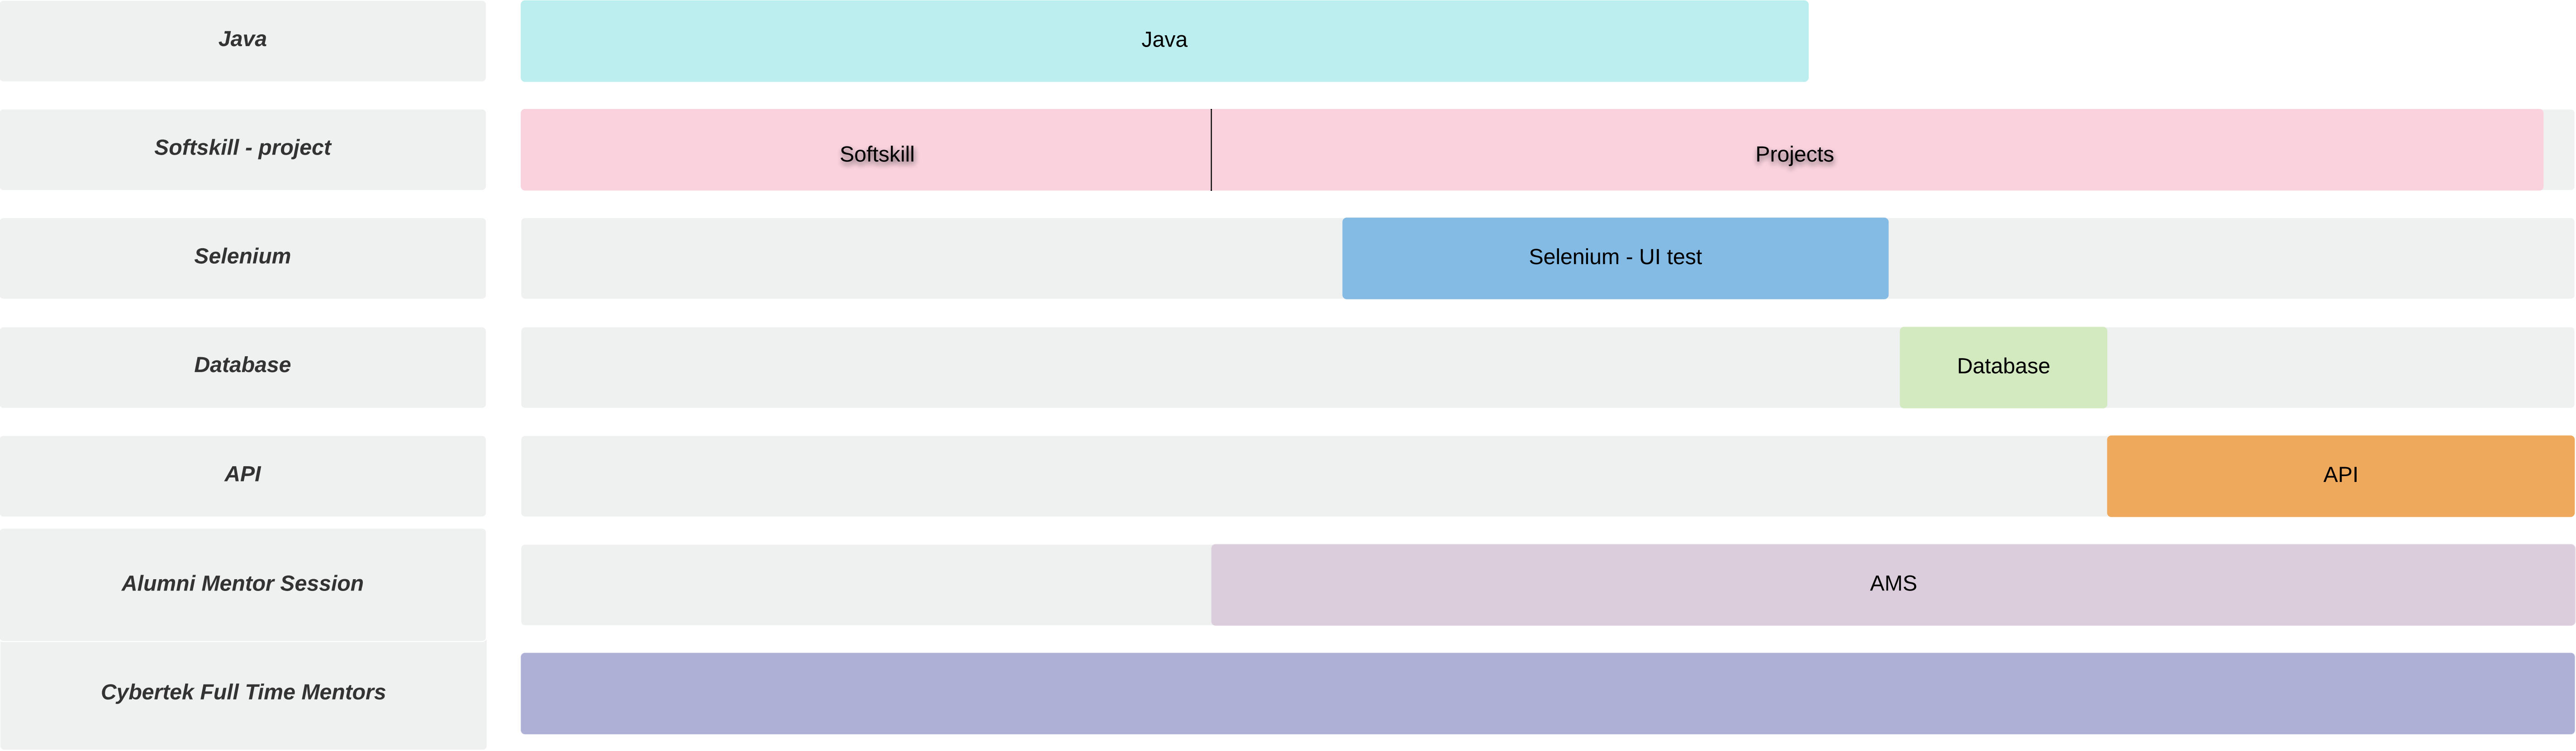 Java
Java
Softskill - project
Softskill
Projects
Selenium
Selenium - UI test
Database
Database
API
API
Alumni Mentor Session
AMS
Cybertek Full Time Mentors